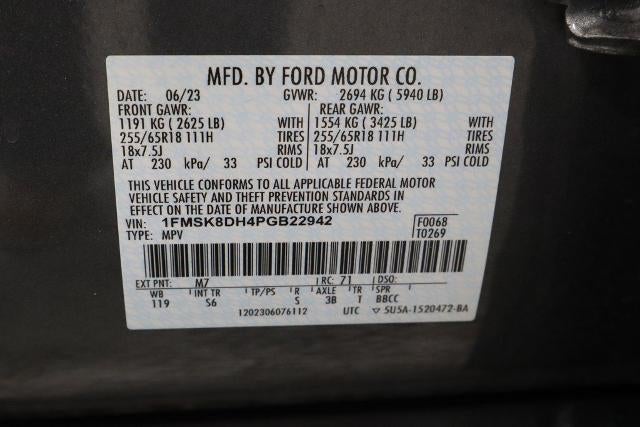 MFD. BY FORD MOTOR CO.
DATE: 06/23 GVWR: 2694 KG ( 5940 LB)
FRONT GAWR: REAR GAWR:
1191 KG ( 2625 LB) WITH 1554 KG ( 3425 LB) WITH
255/65R18 111H TIRES 255/65R18 111H TIRES
18x7.5J RIMS 18x7.5J RIMS
AT 230 kPa/ 33 PSI COLD AT 230 kPa/ 33 PSI COLD
THIS VEHICLE CONFORMS TO ALL APPLICABLE FEDERAL MOTOR
VEHICLE SAFETY AND THEFT PREVENTION STANDARDS IN
EFFECT ON THE DATE OF MANUFACTURE SHOWN ABOVE.
VIN: 1FMSK8DH4PGB22942 F0068
TYPE: MPV T0269
EXT PNT: M7 RC: 71 DSO:
WB INT TR TP/PS R AXLE TR SPR
119 S6 S 3B T BBCC
1202306076112 UTC ▽ 5U5A-1520472-BA